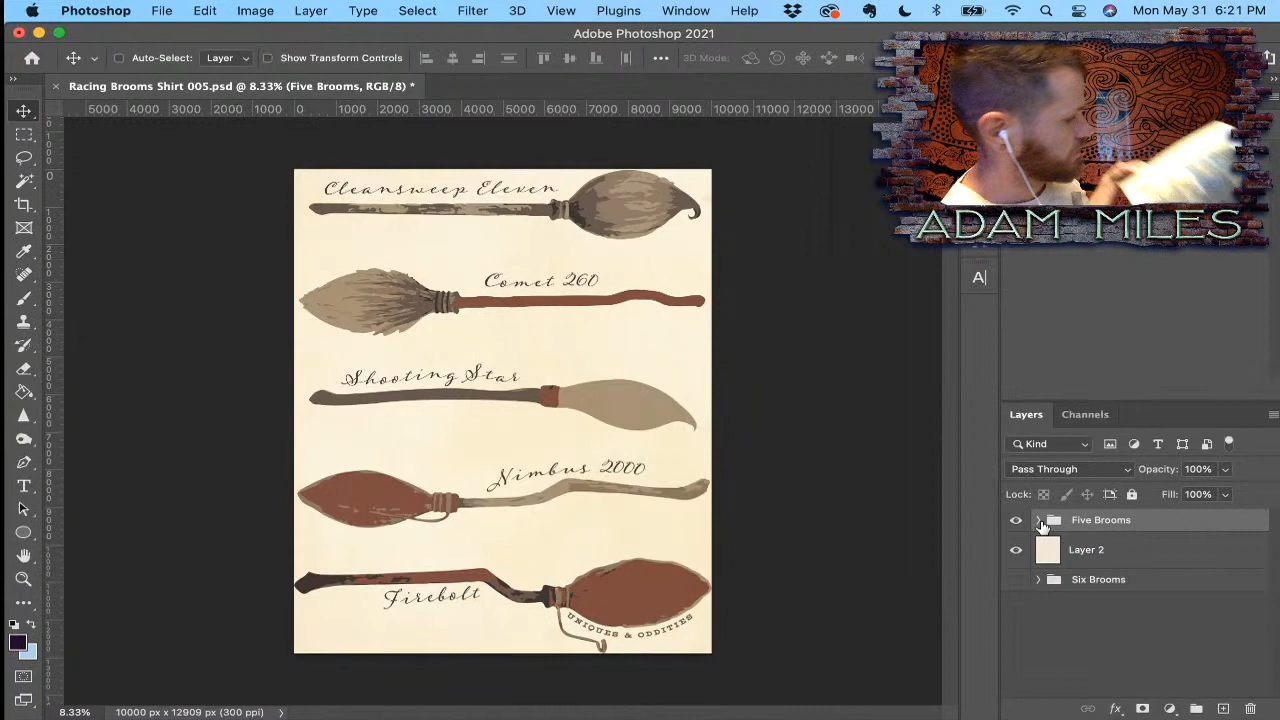 Photoshop File Edit Image Layer Type Select Filter 3D View Plugins Window Help Mon May 31 6:21 PM
Adobe Photoshop 2021
Auto-Select: Layer Show Transform Controls 3D Mode:
Racing Brooms Shirt 005.psd @ 8.33% (Five Brooms, RGB/8) *
5000 4000 3000 2000 1000 0 1000 2000 3000 4000 5000 6000 7000 8000 9000 10000 11000 12000 13000
Cleansweep Eleven
ADAM MILES
Comet 260
A|
Shooting Star
Layers Channels
Kind
Pass Through Opacity: 100%
Nimbus 2000
Lock: Fill: 100%
Five Brooms
Layer 2
Six Brooms
Firebolt
UNIQUES & ODDITIES
8.33% 10000 px x 12909 px (300 ppi)
fx